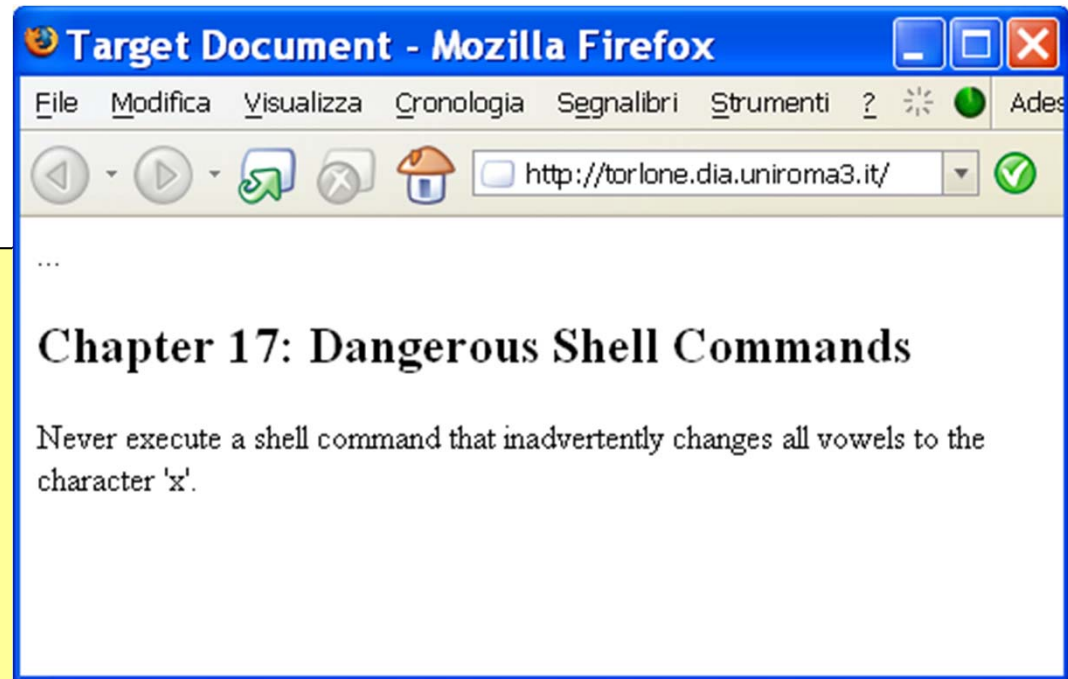 Target Document - Mozilla Firefox
File Modifica Visualizza Cronologia Segnalibri Strumenti ? Ades
http://torlone.dia.uniroma3.it/
...
Chapter 17: Dangerous Shell Commands
Never execute a shell command that inadvertently changes all vowels to the
character 'x'.